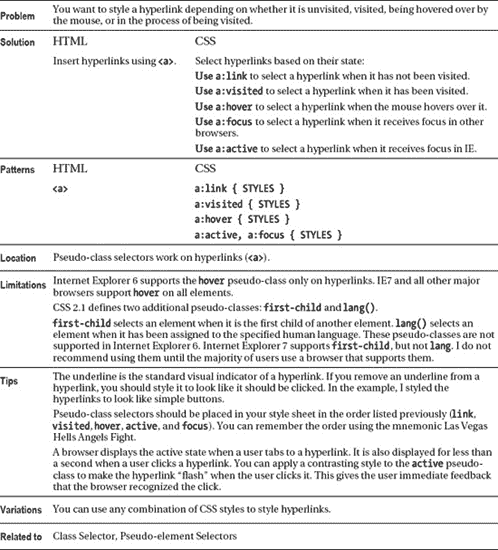 Problem
You want to style a hyperlink depending on whether it is unvisited, visited, being hovered over by
the mouse, or in the process of being visited.
Solution
HTML CSS
Insert hyperlinks using <a>. Select hyperlinks based on their state:
Use a:link to select a hyperlink when it has not been visited.
Use a:visited to select a hyperlink when it has been visited.
Use a:hover to select a hyperlink when the mouse hovers over it.
Use a:focus to select a hyperlink when it receives focus in other
browsers.
Use a:active to select a hyperlink when it receives focus in IE.
Patterns
HTML CSS
<a> a:link { STYLES }
a:visited { STYLES }
a:hover { STYLES }
a:active, a:focus { STYLES }
Location
Pseudo-class selectors work on hyperlinks (<a>).
Limitations
Internet Explorer 6 supports the hover pseudo-class only on hyperlinks. IE7 and all other major
browsers support hover on all elements.
CSS 2.1 defines two additional pseudo-classes: first-child and lang().
first-child selects an element when it is the first child of another element. lang() selects an
element when it has been assigned to the specified human language. These pseudo-classes are not
supported in Internet Explorer 6. Internet Explorer 7 supports first-child, but not lang. I do not
recommend using them until the majority of users use a browser that supports them.
Tips
The underline is the standard visual indicator of a hyperlink. If you remove an underline from a
hyperlink, you should style it to look like it should be clicked. In the example, I styled the
hyperlinks to look like simple buttons.
Pseudo-class selectors should be placed in your style sheet in the order listed previously (link,
visited, hover, active, and focus). You can remember the order using the mnemonic Las Vegas
Hells Angels Fight.
A browser displays the active state when a user tabs to a hyperlink. It is also displayed for less
than a second when a user clicks a hyperlink. You can apply a contrasting style to the active pseudo-
class to make the hyperlink “flash” when the user clicks it. This gives the user immediate feedback
that the browser recognized the click.
Variations
You can use any combination of CSS styles to style hyperlinks.
Related to
Class Selector, Pseudo-element Selectors